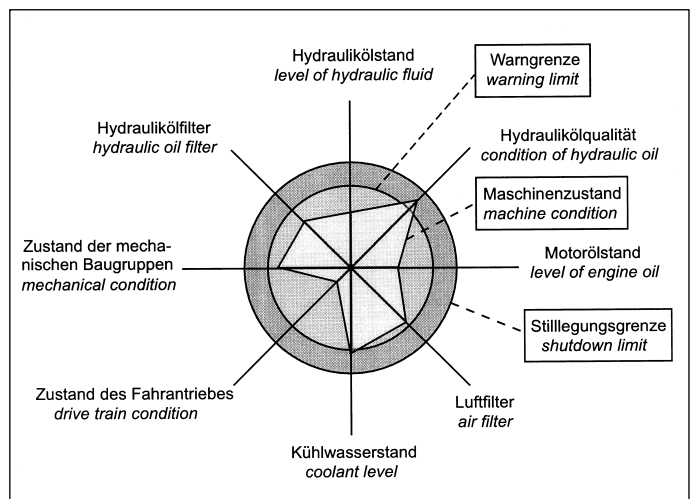 Hydraulikölstand
level of hydraulic fluid
Warngrenze
warning limit
Hydraulikölfilter
hydraulic oil filter
Hydraulikölqualität
condition of hydraulic oil
Maschinenzustand
machine condition
Zustand der mecha-
nischen Baugruppen
mechanical condition
Motorölstand
level of engine oil
Stilllegungsgrenze
shutdown limit
Zustand des Fahrantriebes
drive train condition
Luftfilter
air filter
Kühlwasserstand
coolant level